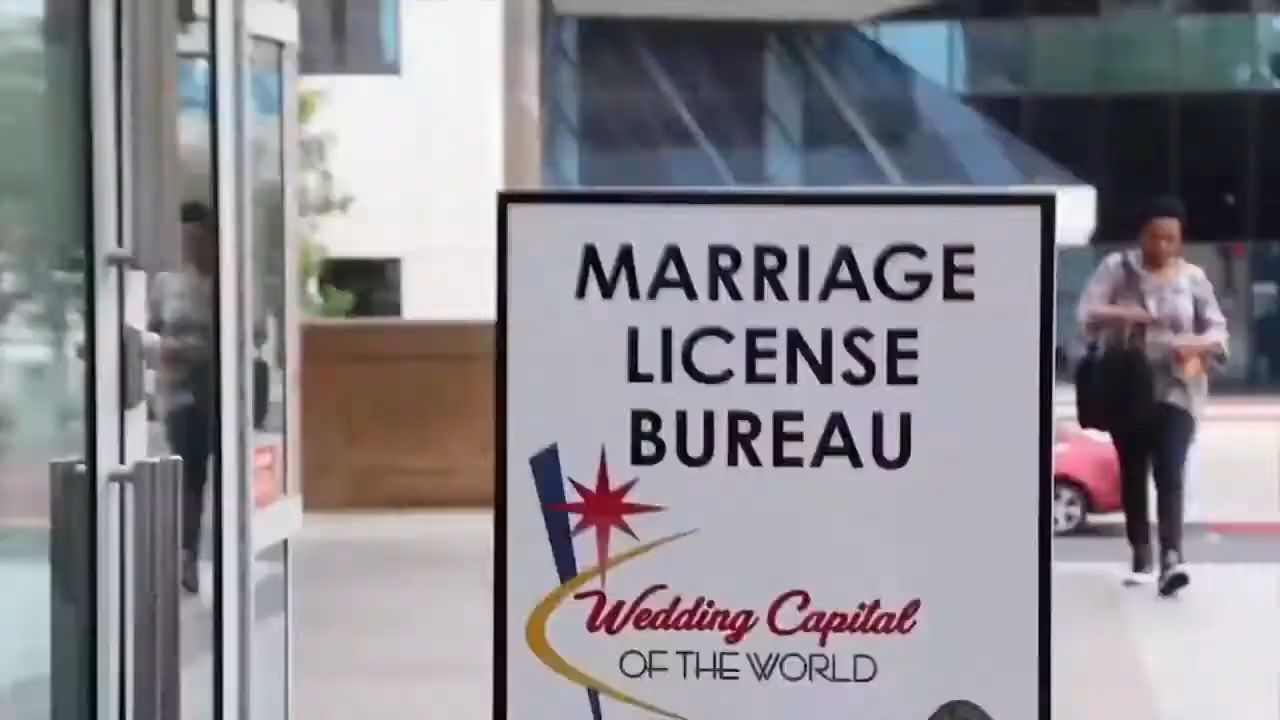 MARRIAGE
LICENSE
BUREAU
Wedding Capital
OF THE WORLD